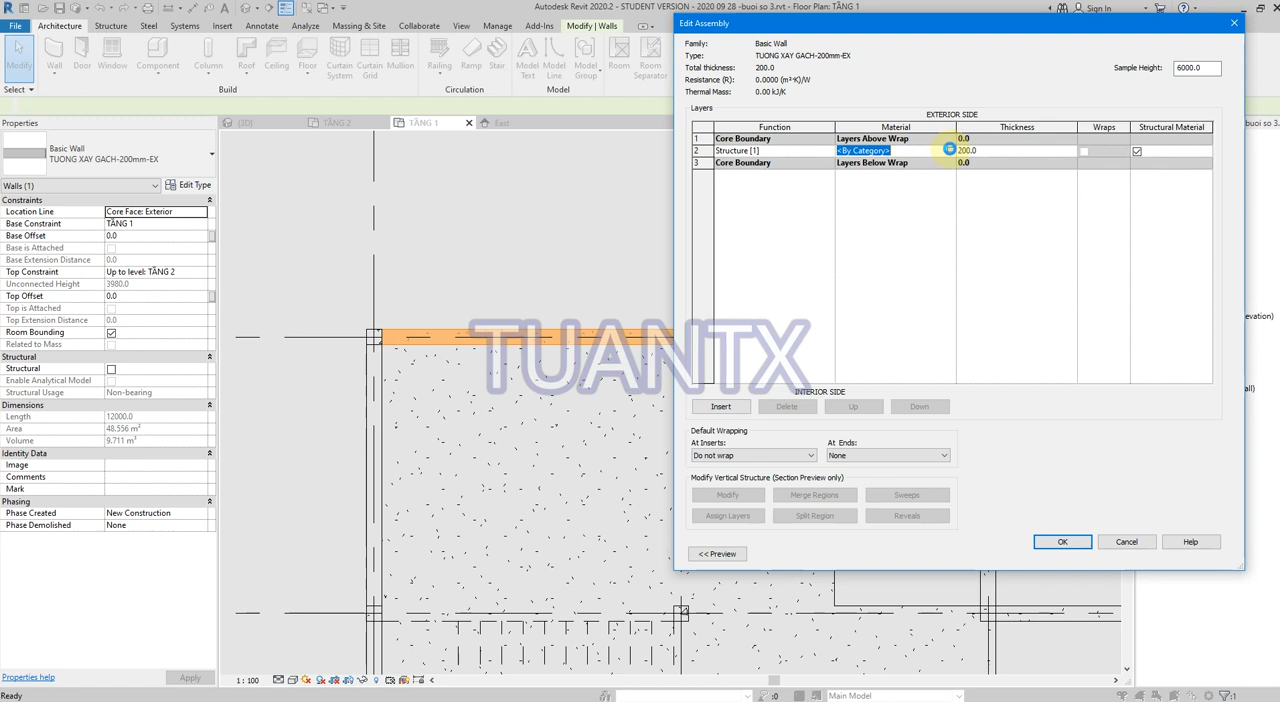 Autodesk Revit 2020.2 - STUDENT VERSION - 2020 09 28 -buoi so 3.rvt - Floor Plan: TẦNG 1
Sign In
File Architecture Structure Steel Systems Insert Annotate Analyze Massing & Site Collaborate View Manage Add-Ins Modify | Walls
Modify Wall Door Window Component Column Roof Ceiling Floor Curtain System Curtain Grid Mullion Railing Ramp Stair Model Text Model Line Model Group Room Room Separator
Select Build Circulation Model
{3D} TẦNG 2 TẦNG 1 East
Properties
Basic Wall
TUONG XAY GACH-200mm-EX
Walls (1) Edit Type
Constraints
Location Line Core Face: Exterior
Base Constraint TẦNG 1
Base Offset 0.0
Base is Attached
Base Extension Distance 0.0
Top Constraint Up to level: TẦNG 2
Unconnected Height 3980.0
Top Offset 0.0
Top is Attached
Top Extension Distance 0.0
Room Bounding
Related to Mass
Structural
Structural
Enable Analytical Model
Structural Usage Non-bearing
Dimensions
Length 12000.0
Area 48.556 m²
Volume 9.711 m³
Identity Data
Image
Comments
Mark
Phasing
Phase Created New Construction
Phase Demolished None
Properties help Apply
Ready
1 : 100
:0 Main Model :1
TUANTX
Edit Assembly
Family: Basic Wall
Type: TUONG XAY GACH-200mm-EX
Total thickness: 200.0 Sample Height: 6000.0
Resistance (R): 0.0000 (m²·K)/W
Thermal Mass: 0.00 kJ/K
Layers
EXTERIOR SIDE
Function Material Thickness Wraps Structural Material
1 Core Boundary Layers Above Wrap 0.0
2 Structure [1] <By Category> 200.0
3 Core Boundary Layers Below Wrap 0.0
INTERIOR SIDE
Insert Delete Up Down
Default Wrapping
At Inserts: At Ends:
Do not wrap None
Modify Vertical Structure (Section Preview only)
Modify Merge Regions Sweeps
Assign Layers Split Region Reveals
OK Cancel Help
<< Preview
buoi so 3.rvt
evation)
all)